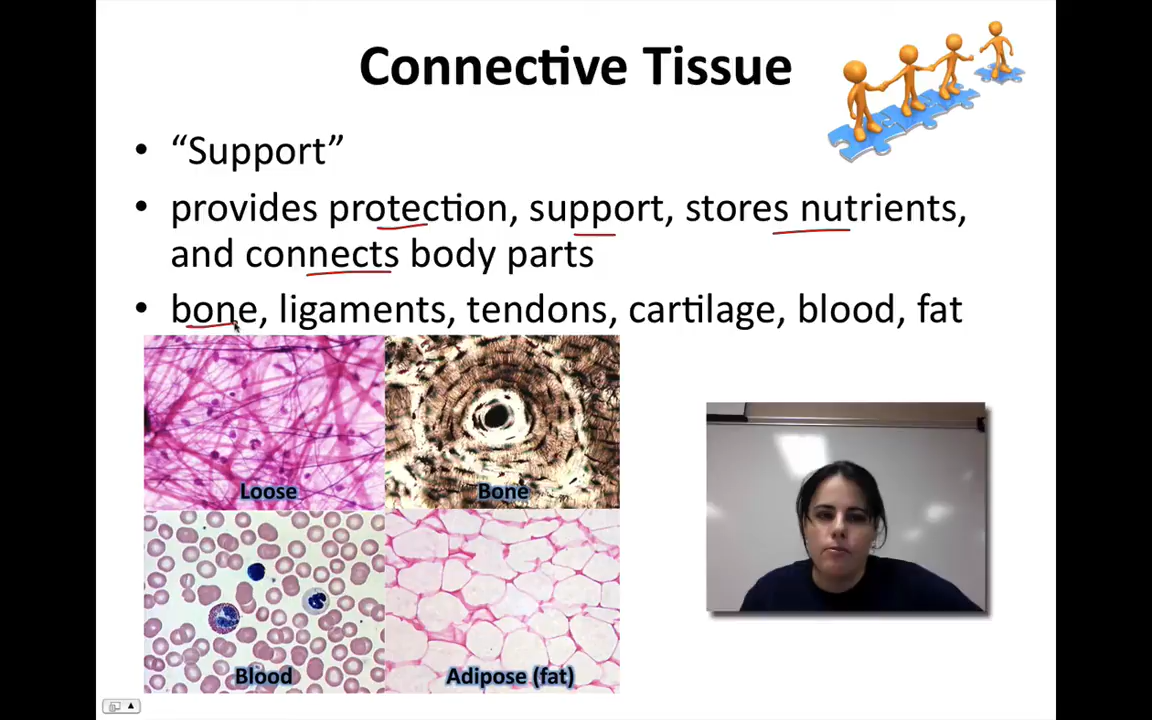 Connective Tissue
• “Support”
• provides protection, support, stores nutrients,
and connects body parts
• bone, ligaments, tendons, cartilage, blood, fat
Loose
Bone
Blood
Adipose (fat)